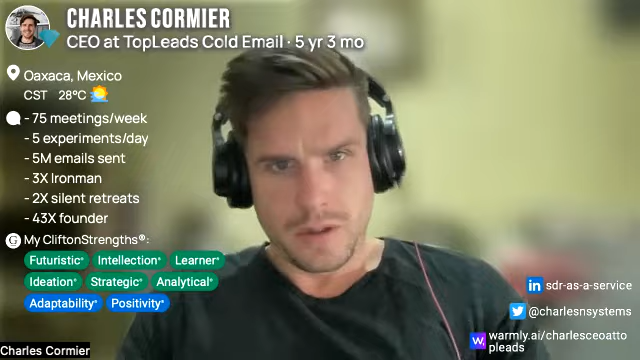 CHARLES CORMIER
CEO at TopLeads Cold Email · 5 yr 3 mo
Oaxaca, Mexico
CST 28°C
- 75 meetings/week
- 5 experiments/day
- 5M emails sent
- 3X Ironman
- 2X silent retreats
- 43X founder
G My CliftonStrengths®:
Futuristic® Intellection® Learner®
Ideation® Strategic® Analytical®
Adaptability® Positivity®
in sdr-as-a-service
@charlesnsystems
W. warmly.ai/charlesceoatto
pleads
Charles Cormier